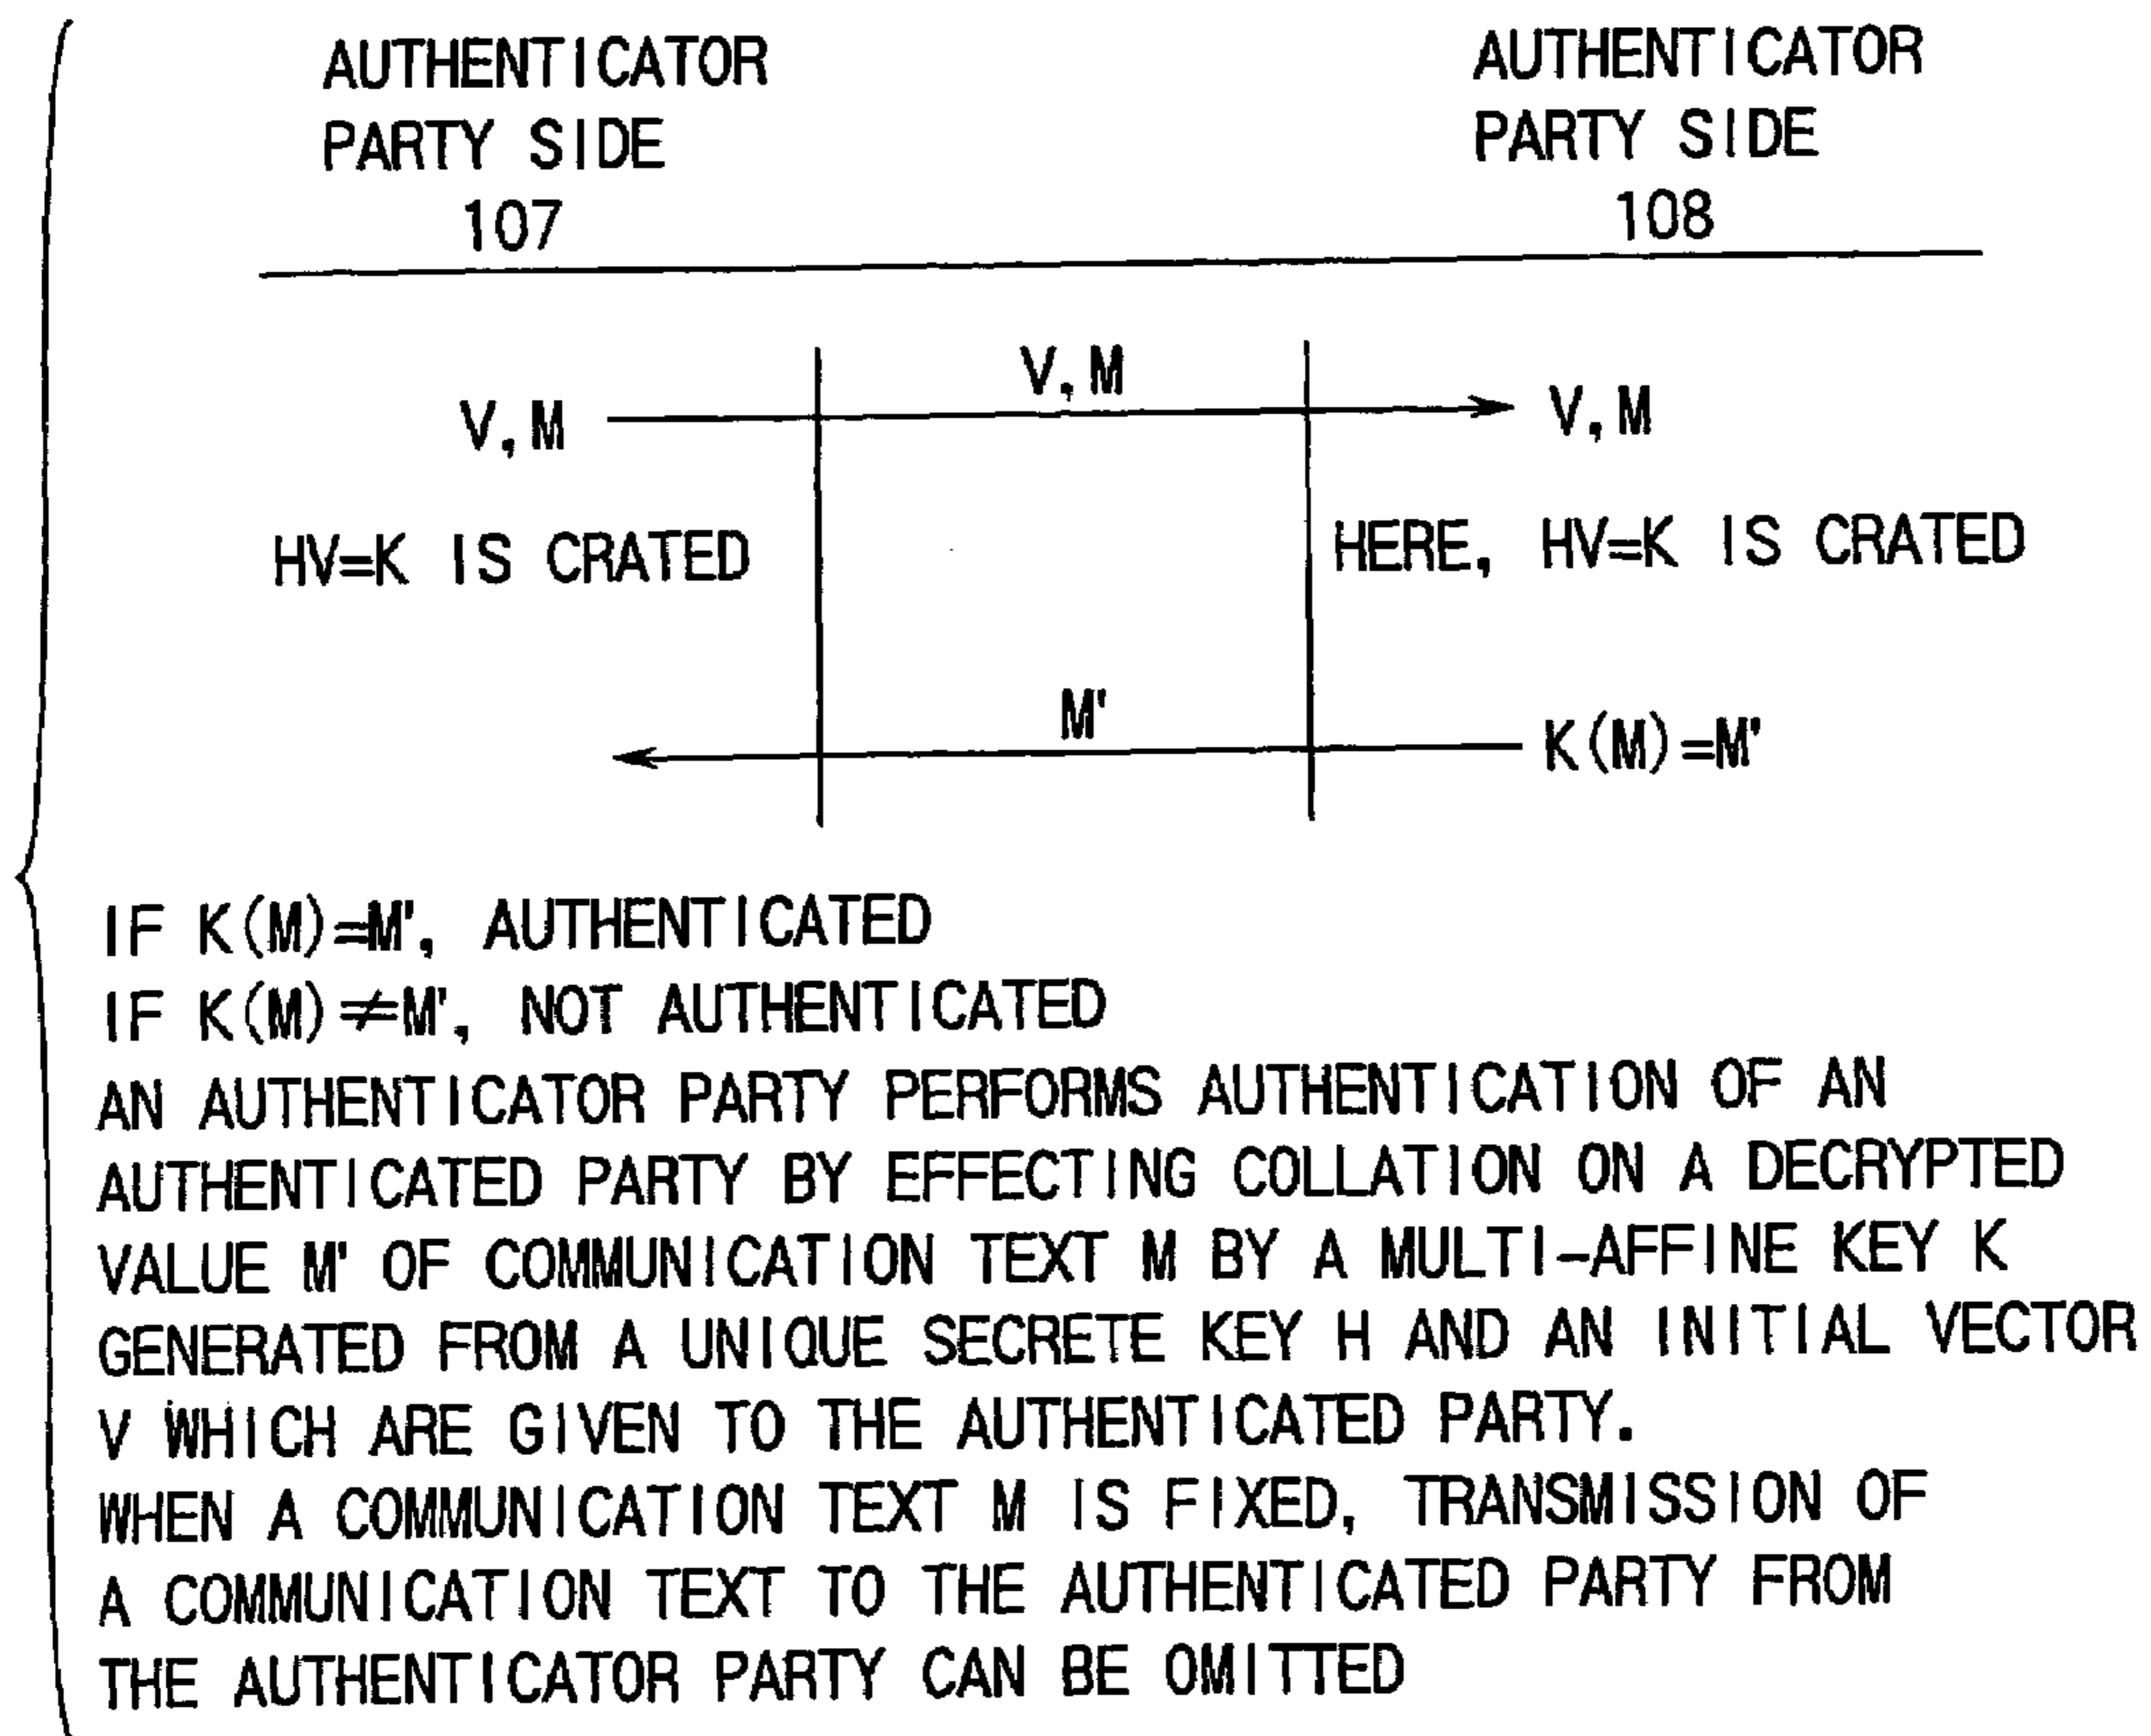 AUTHENTICATOR
PARTY SIDE
107
AUTHENTICATOR
PARTY SIDE
108
V,M
V,M
V,M
HV=K IS CRATED
HERE, HV=K IS CRATED
M'
K(M)=M'
IF K(M)=M', AUTHENTICATED
IF K(M)≠M', NOT AUTHENTICATED
AN AUTHENTICATOR PARTY PERFORMS AUTHENTICATION OF AN
AUTHENTICATED PARTY BY EFFECTING COLLATION ON A DECRYPTED
VALUE M' OF COMMUNICATION TEXT M BY A MULTI-AFFINE KEY K
GENERATED FROM A UNIQUE SECRETE KEY H AND AN INITIAL VECTOR
V WHICH ARE GIVEN TO THE AUTHENTICATED PARTY.
WHEN A COMMUNICATION TEXT M IS FIXED, TRANSMISSION OF
A COMMUNICATION TEXT TO THE AUTHENTICATED PARTY FROM
THE AUTHENTICATOR PARTY CAN BE OMITTED